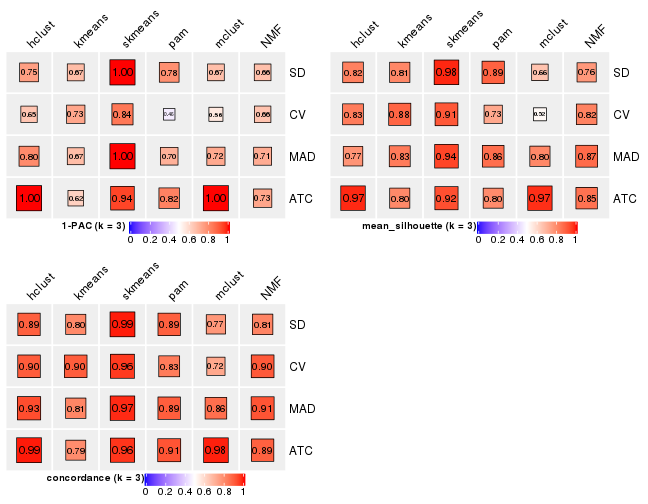 hclust kmeans skmeans pam mclust NMF
0.75 0.67 1.00 0.78 0.67 0.66 SD
0.65 0.73 0.84 0.46 0.56 0.66 CV
0.80 0.67 1.00 0.70 0.72 0.71 MAD
1.00 0.62 0.94 0.82 1.00 0.73 ATC
1-PAC (k = 3)
0 0.2 0.4 0.6 0.8 1
hclust kmeans skmeans pam mclust NMF
0.82 0.81 0.98 0.89 0.66 0.76 SD
0.83 0.88 0.91 0.73 0.52 0.82 CV
0.77 0.83 0.94 0.86 0.80 0.87 MAD
0.97 0.80 0.92 0.80 0.97 0.85 ATC
mean_silhouette (k = 3)
0 0.2 0.4 0.6 0.8 1
hclust kmeans skmeans pam mclust NMF
0.89 0.80 0.99 0.89 0.77 0.81 SD
0.90 0.90 0.96 0.83 0.72 0.90 CV
0.93 0.81 0.97 0.89 0.86 0.91 MAD
0.99 0.79 0.96 0.91 0.98 0.89 ATC
concordance (k = 3)
0 0.2 0.4 0.6 0.8 1